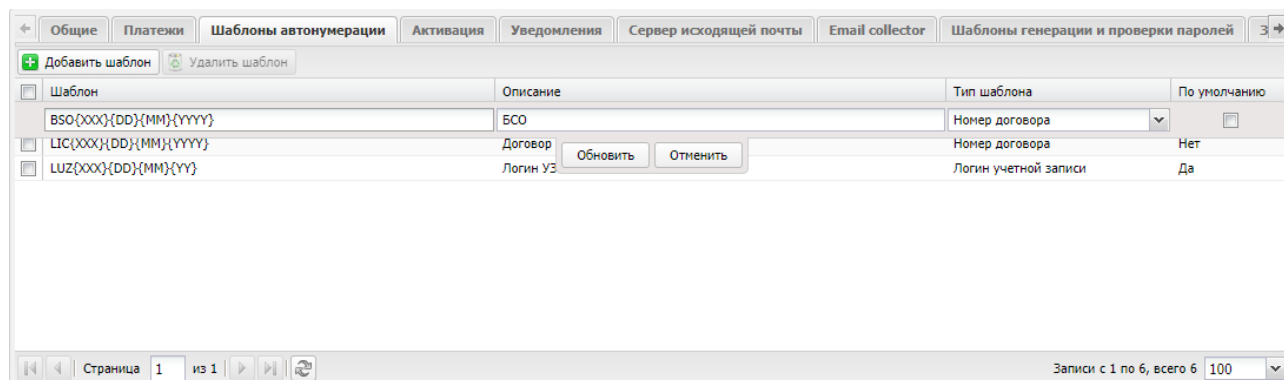 Общие Платежи Шаблоны автонумерации Активация Уведомления Сервер исходящей почты Email collector Шаблоны генерации и проверки паролей З
Добавить шаблон Удалить шаблон
Шаблон Описание Тип шаблона По умолчанию
BSO{XXX}{DD}{MM}{YYYY} БСО Номер договора
LIC{XXX}{DD}{MM}{YYYY} Договор Номер договора Нет
Обновить Отменить
LUZ{XXX}{DD}{MM}{YY} Логин УЗ Логин учетной записи Да
Страница 1 из 1 Записи с 1 по 6, всего 6 100